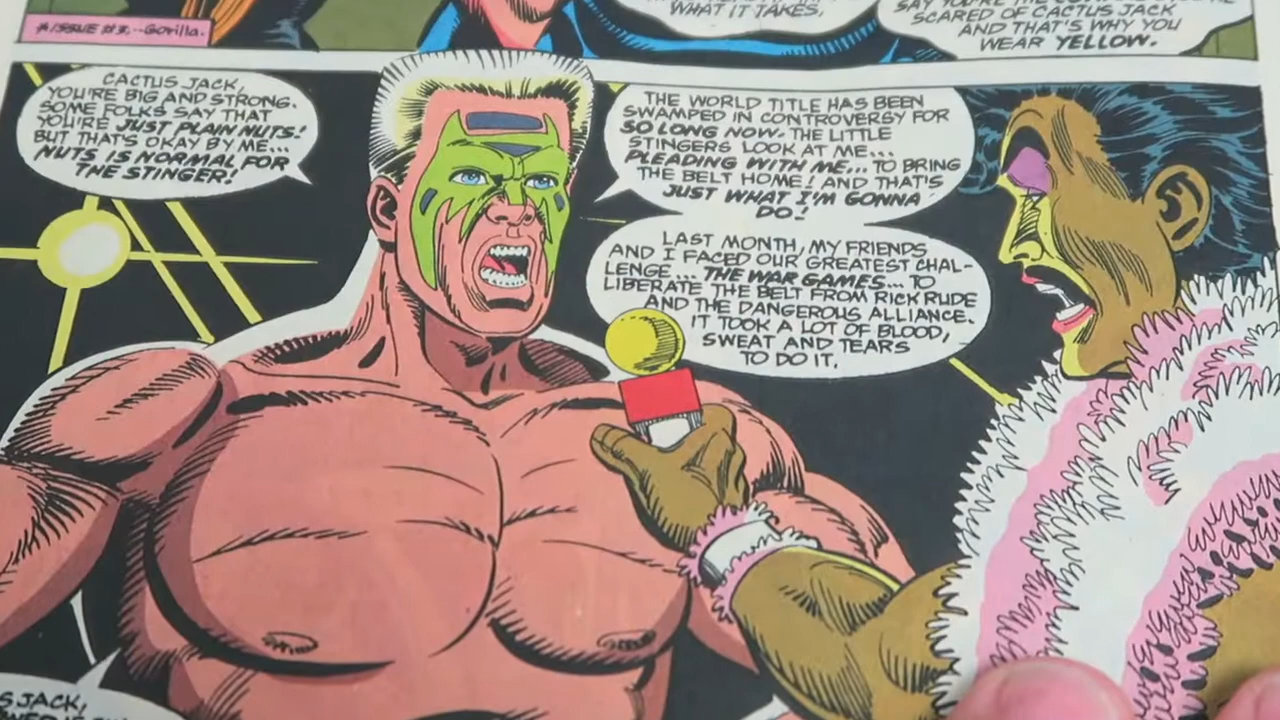 WHAT IT TAKES,
SCARED OF CACTUS JACK
AND THAT'S WHY YOU
WEAR YELLOW.
ISSUE #3.--Gorilla.
CACTUS JACK,
YOU'RE BIG AND STRONG.
SOME FOLKS SAY THAT
YOU'RE JUST PLAIN NUTS!
BUT THAT'S OKAY BY ME...
NUTS IS NORMAL FOR
THE STINGER!
THE WORLD TITLE HAS BEEN
SWAMPED IN CONTROVERSY FOR
SO LONG NOW. THE LITTLE
STINGERS LOOK AT ME...
PLEADING WITH ME... TO BRING
THE BELT HOME! AND THAT'S
JUST WHAT I'M GONNA
DO!
LAST MONTH, MY FRIENDS
AND I FACED OUR GREATEST CHAL-
LENGE... THE WAR GAMES... TO
LIBERATE THE BELT FROM RICK RUDE
AND THE DANGEROUS ALLIANCE.
IT TOOK A LOT OF BLOOD,
SWEAT AND TEARS
TO DO IT.
JACK,